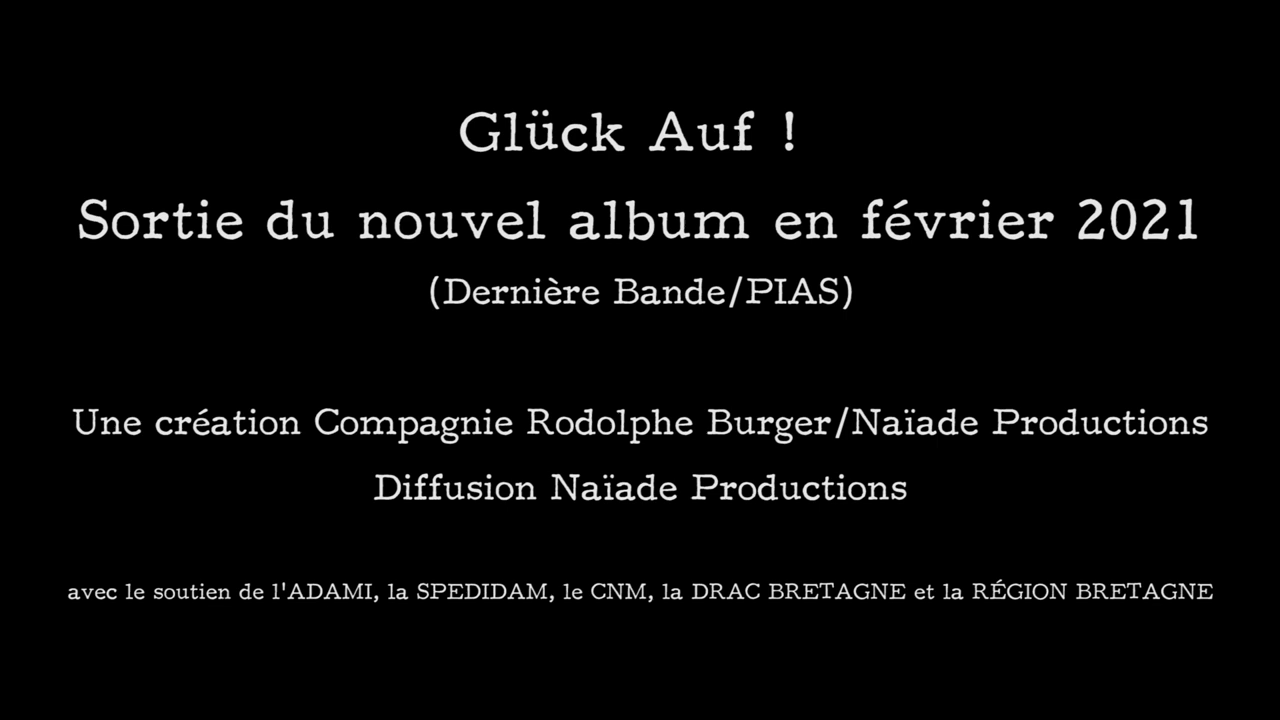 Glück Auf !
Sortie du nouvel album en février 2021
(Dernière Bande/PIAS)
Une création Compagnie Rodolphe Burger/Naïade Productions
Diffusion Naïade Productions
avec le soutien de l'ADAMI, la SPEDIDAM, le CNM, la DRAC BRETAGNE et la RÉGION BRETAGNE